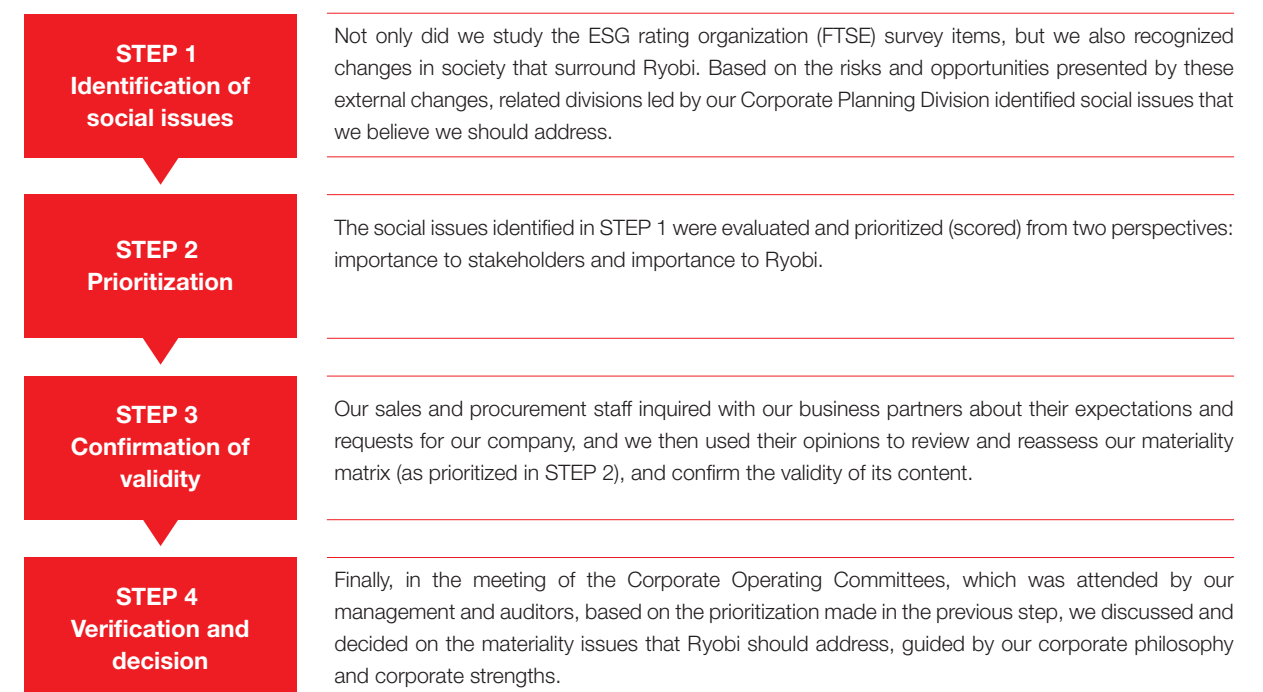 STEP 1
Identification of
social issues
Not only did we study the ESG rating organization (FTSE) survey items, but we also recognized
changes in society that surround Ryobi. Based on the risks and opportunities presented by these
external changes, related divisions led by our Corporate Planning Division identified social issues that
we believe we should address.
STEP 2
Prioritization
The social issues identified in STEP 1 were evaluated and prioritized (scored) from two perspectives:
importance to stakeholders and importance to Ryobi.
STEP 3
Confirmation of
validity
Our sales and procurement staff inquired with our business partners about their expectations and
requests for our company, and we then used their opinions to review and reassess our materiality
matrix (as prioritized in STEP 2), and confirm the validity of its content.
STEP 4
Verification and
decision
Finally, in the meeting of the Corporate Operating Committees, which was attended by our
management and auditors, based on the prioritization made in the previous step, we discussed and
decided on the materiality issues that Ryobi should address, guided by our corporate philosophy
and corporate strengths.